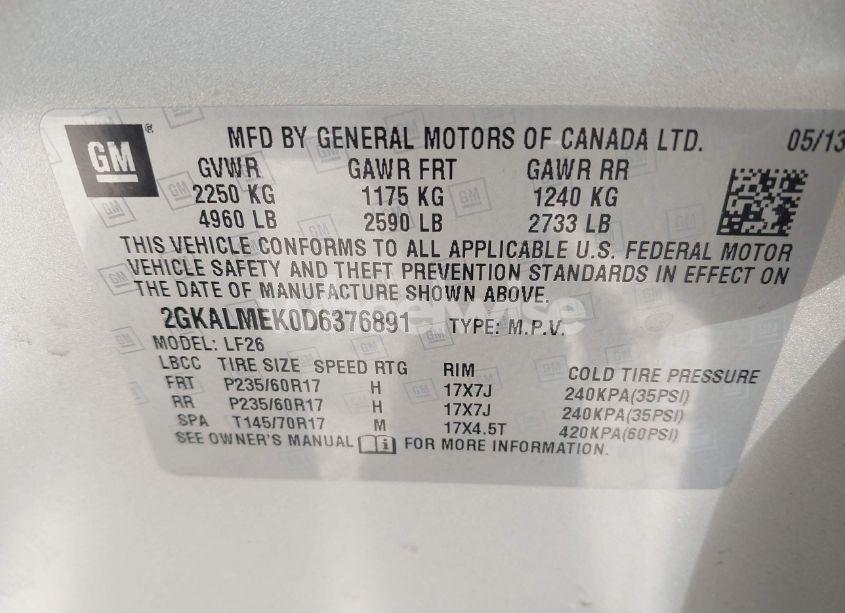 GM
®
MFD BY GENERAL MOTORS OF CANADA LTD. 05/13
GVWR GAWR FRT GAWR RR
2250 KG 1175 KG 1240 KG
4960 LB 2590 LB 2733 LB
THIS VEHICLE CONFORMS TO ALL APPLICABLE U.S. FEDERAL MOTOR
VEHICLE SAFETY AND THEFT PREVENTION STANDARDS IN EFFECT ON
THE DATE OF MANUFACTURE SHOWN ABOVE.
2GKALMEK0D6376891 TYPE: M.P.V.
MODEL: LF26
LBCC TIRE SIZE SPEED RTG RIM COLD TIRE PRESSURE
FRT P235/60R17 H 17X7J 240KPA(35PSI)
RR P235/60R17 H 17X7J 240KPA(35PSI)
SPA T145/70R17 M 17X4.5T 420KPA(60PSI)
SEE OWNER'S MANUAL i FOR MORE INFORMATION.